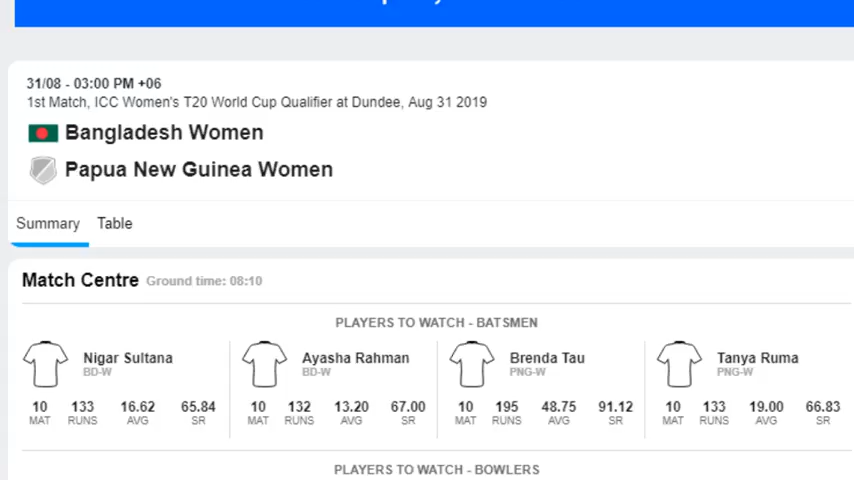 31/08 - 03:00 PM +06
1st Match, ICC Women's T20 World Cup Qualifier at Dundee, Aug 31 2019
Bangladesh Women
Papua New Guinea Women
Summary Table
Match Centre Ground time: 08:10
PLAYERS TO WATCH - BATSMEN
Nigar Sultana Ayasha Rahman Brenda Tau Tanya Ruma
BD-W BD-W PNG-W PNG-W
10 133 16.62 65.84 10 132 13.20 67.00 10 195 48.75 91.12 10 133 19.00 66.83
MAT RUNS AVG SR MAT RUNS AVG SR MAT RUNS AVG SR MAT RUNS AVG SR
PLAYERS TO WATCH - BOWLERS